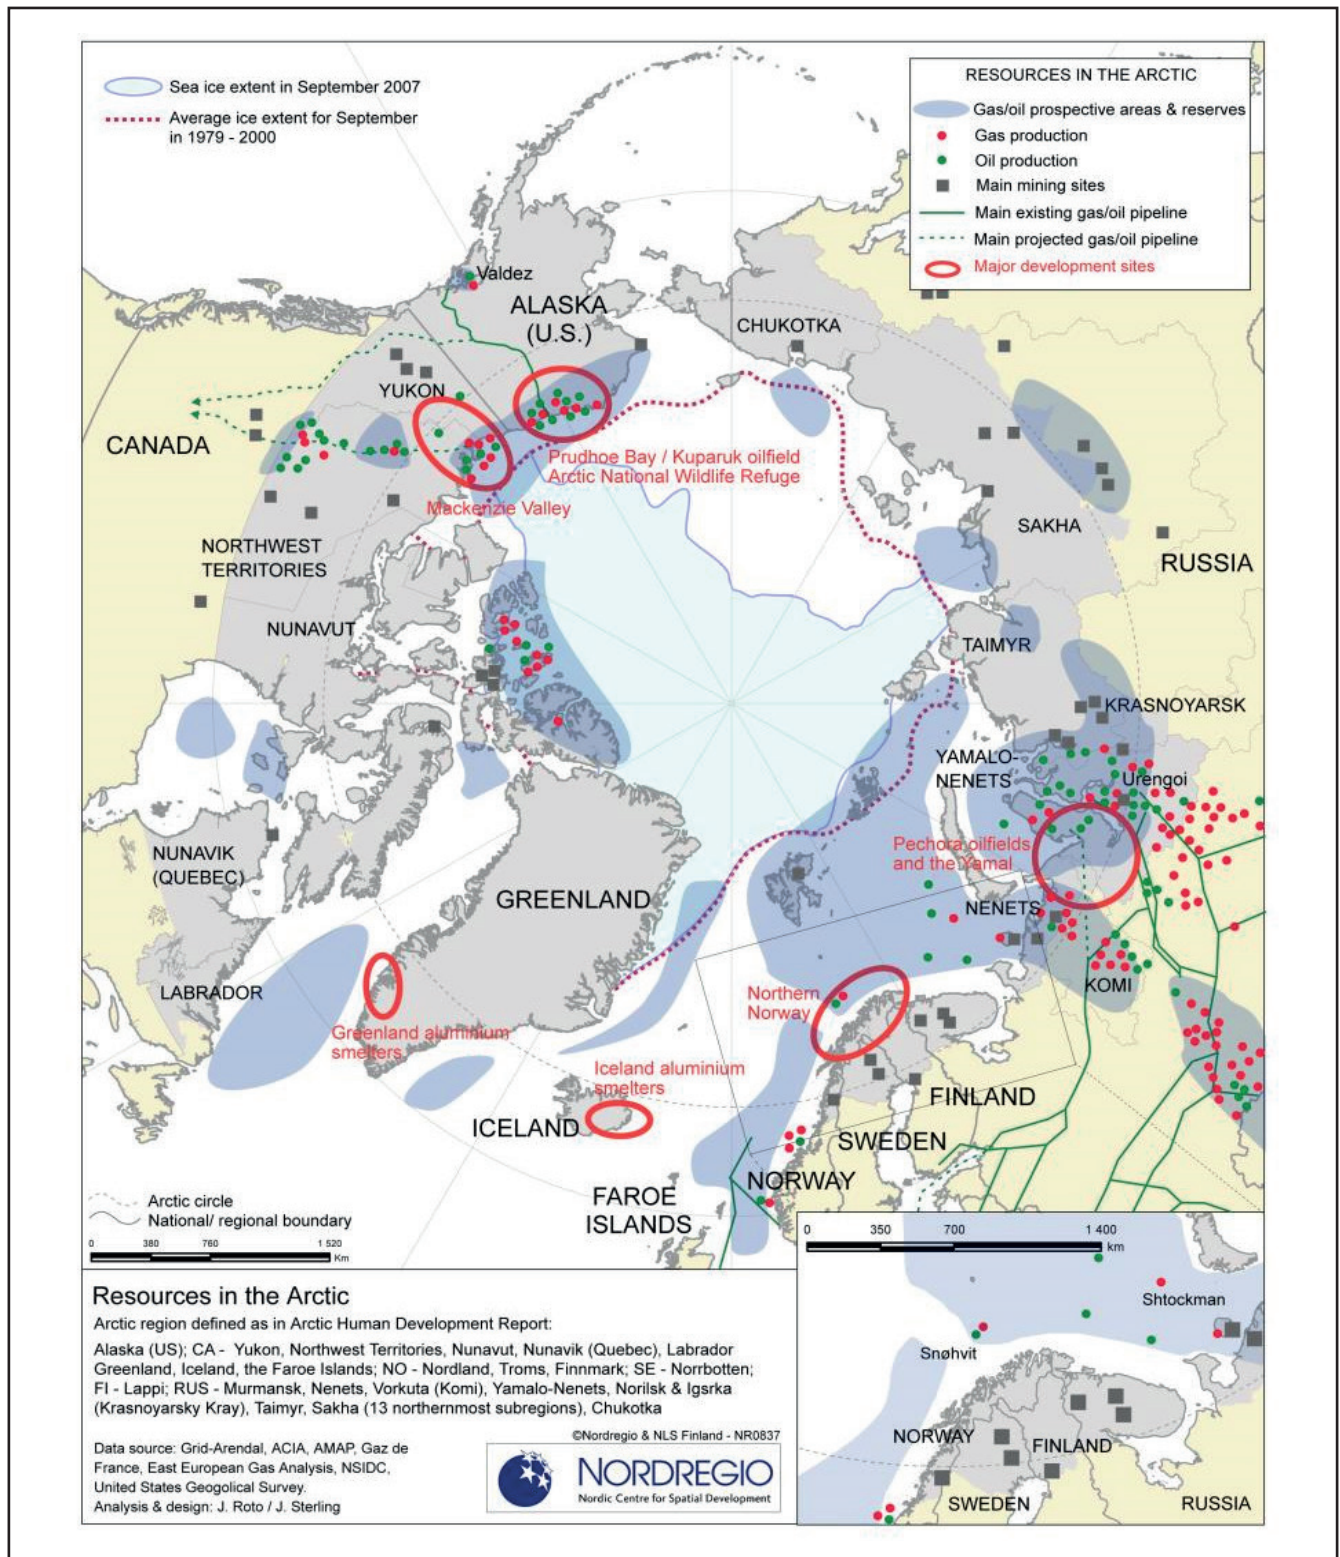 Sea ice extent in September 2007
Average ice extent for September
in 1979 - 2000
RESOURCES IN THE ARCTIC
Gas/oil prospective areas & reserves
Gas production
Oil production
Main mining sites
Main existing gas/oil pipeline
Main projected gas/oil pipeline
Major development sites
Valdez
ALASKA
(U.S.)
CHUKOTKA
YUKON
CANADA
Prudhoe Bay / Kuparuk oilfield
Arctic National Wildlife Refuge
Mackenzie Valley
SAKHA
RUSSIA
NORTHWEST
TERRITORIES
NUNAVUT
TAIMYR
KRASNOYARSK
YAMALO-
NENETS
Urengoi
Pechora oilfields
and the Yamal
NUNAVIK
(QUEBEC)
GREENLAND
NENETS
KOMI
LABRADOR
Northern
Norway
Greenland aluminium
smelters
Iceland aluminium
smelters
ICELAND
FINLAND
SWEDEN
NORWAY
FAROE
ISLANDS
Arctic circle
National/ regional boundary
0 380 760 1 520
Km
0 350 700 1 400
km
Shtockman
Snøhvit
NORWAY
FINLAND
SWEDEN
RUSSIA
Resources in the Arctic
Arctic region defined as in Arctic Human Development Report:
Alaska (US); CA - Yukon, Northwest Territories, Nunavut, Nunavik (Quebec), Labrador
Greenland, Iceland, the Faroe Islands; NO - Nordland, Troms, Finnmark; SE - Norrbotten;
FI - Lappi; RUS - Murmansk, Nenets, Vorkuta (Komi), Yamalo-Nenets, Norilsk & Igsrka
(Krasnoyarsky Kray), Taimyr, Sakha (13 northernmost subregions), Chukotka
©Nordregio & NLS Finland - NR0837
Data source: Grid-Arendal, ACIA, AMAP, Gaz de
France, East European Gas Analysis, NSIDC,
United States Geogolical Survey.
Analysis & design: J. Roto / J. Sterling
NORDREGIO
Nordic Centre for Spatial Development